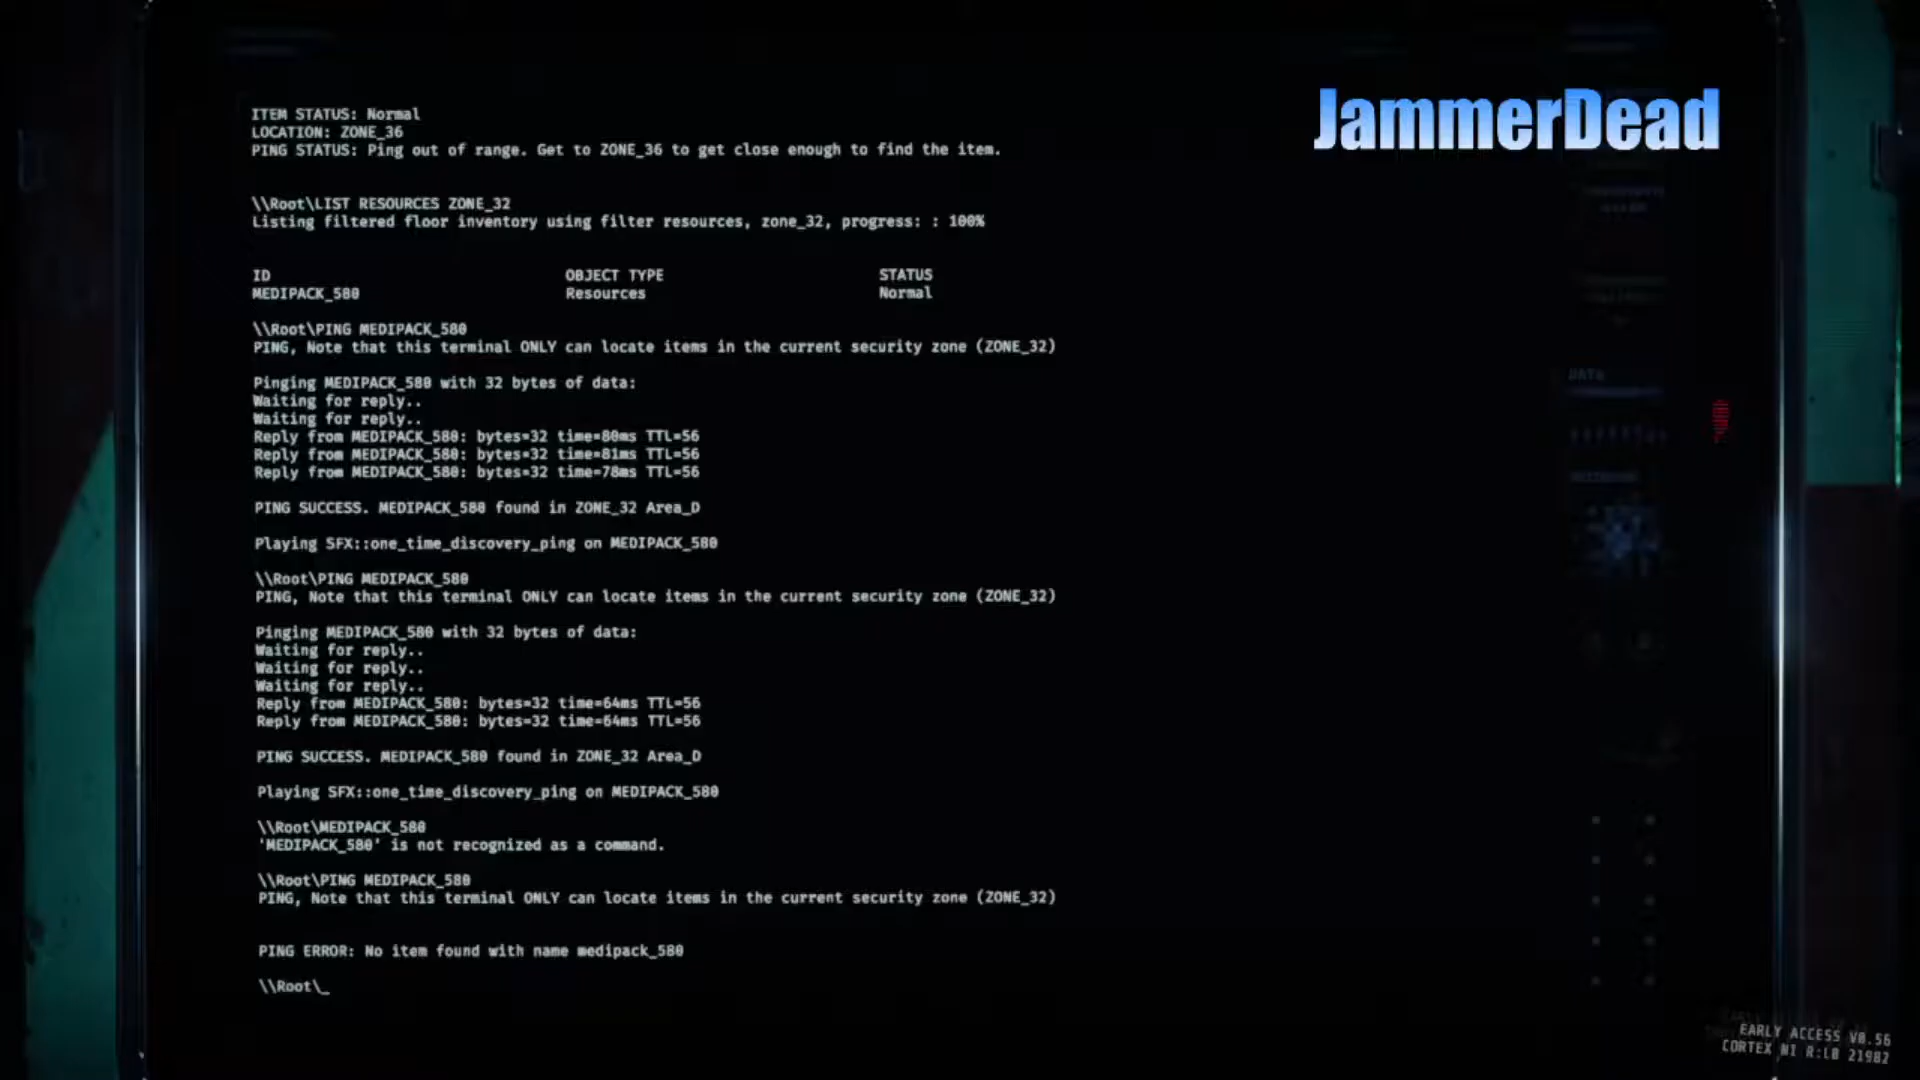 JammerDead
ITEM STATUS: Normal
LOCATION: ZONE_36
PING STATUS: Ping out of range. Get to ZONE_36 to get close enough to find the item.
\\Root\LIST RESOURCES ZONE_32
Listing filtered floor inventory using filter resources, zone_32, progress: : 100%
ID OBJECT TYPE STATUS
MEDIPACK_580 Resources Normal
\\Root\PING MEDIPACK_580
PING, Note that this terminal ONLY can locate items in the current security zone (ZONE_32)
Pinging MEDIPACK_580 with 32 bytes of data:
Waiting for reply..
Waiting for reply..
Reply from MEDIPACK_580: bytes=32 time=80ms TTL=56
Reply from MEDIPACK_580: bytes=32 time=81ms TTL=56
Reply from MEDIPACK_580: bytes=32 time=78ms TTL=56
PING SUCCESS. MEDIPACK_580 found in ZONE_32 Area_D
Playing SFX::one_time_discovery_ping on MEDIPACK_580
\\Root\PING MEDIPACK_580
PING, Note that this terminal ONLY can locate items in the current security zone (ZONE_32)
Pinging MEDIPACK_580 with 32 bytes of data:
Waiting for reply..
Waiting for reply..
Waiting for reply..
Reply from MEDIPACK_580: bytes=32 time=64ms TTL=56
Reply from MEDIPACK_580: bytes=32 time=64ms TTL=56
PING SUCCESS. MEDIPACK_580 found in ZONE_32 Area_D
Playing SFX::one_time_discovery_ping on MEDIPACK_580
\\Root\MEDIPACK_580
'MEDIPACK_580' is not recognized as a command.
\\Root\PING MEDIPACK_580
PING, Note that this terminal ONLY can locate items in the current security zone (ZONE_32)
PING ERROR: No item found with name medipack_580
\\Root\_
DATA
EARLY ACCESS V0.56
CORTEX NI R:LB 21982